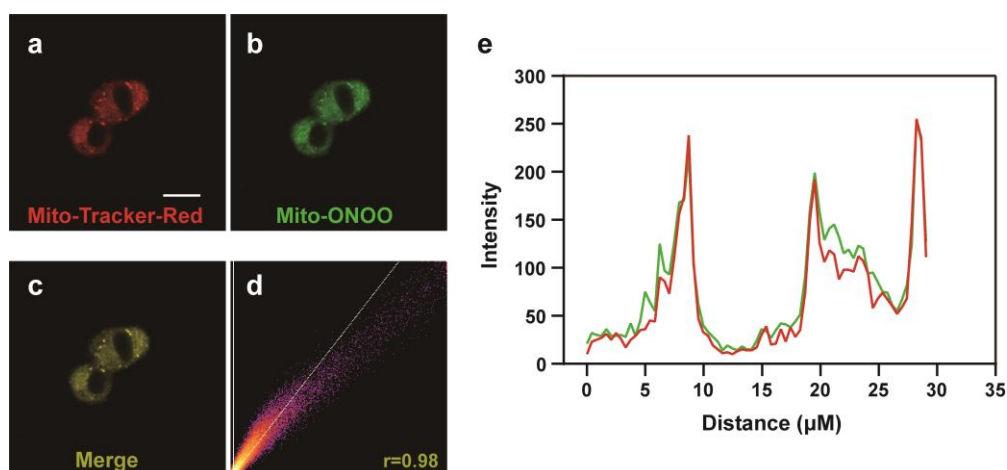 a
Mito-Tracker-Red
b
Mito-ONOO
c
Merge
d
r=0.98
e
300
250
200
150
100
50
0
Intensity
0 5 10 15 20 25 30 35
Distance (μM)